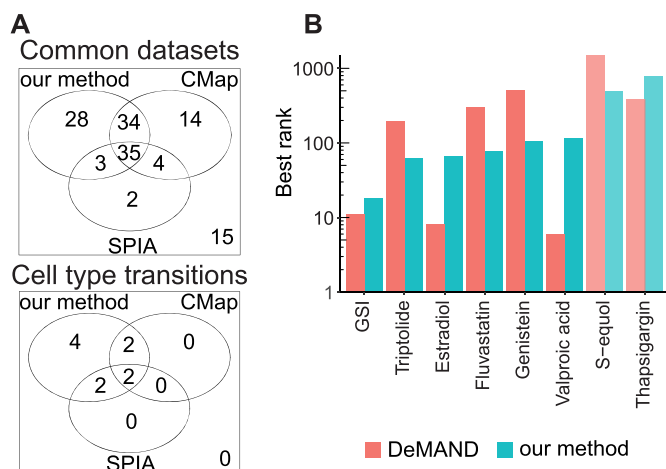 A
Common datasets
our method CMap
28 34 14
35
3 4
2
SPIA 15
Cell type transitions
our method CMap
4 2 0
2 2 0
0
SPIA 0
B
Best rank
1000
100
10
1
GSI
Triptolide
Estradiol
Fluvastatin
Genistein
Valproic acid
S−equol
Thapsigargin
DeMAND our method